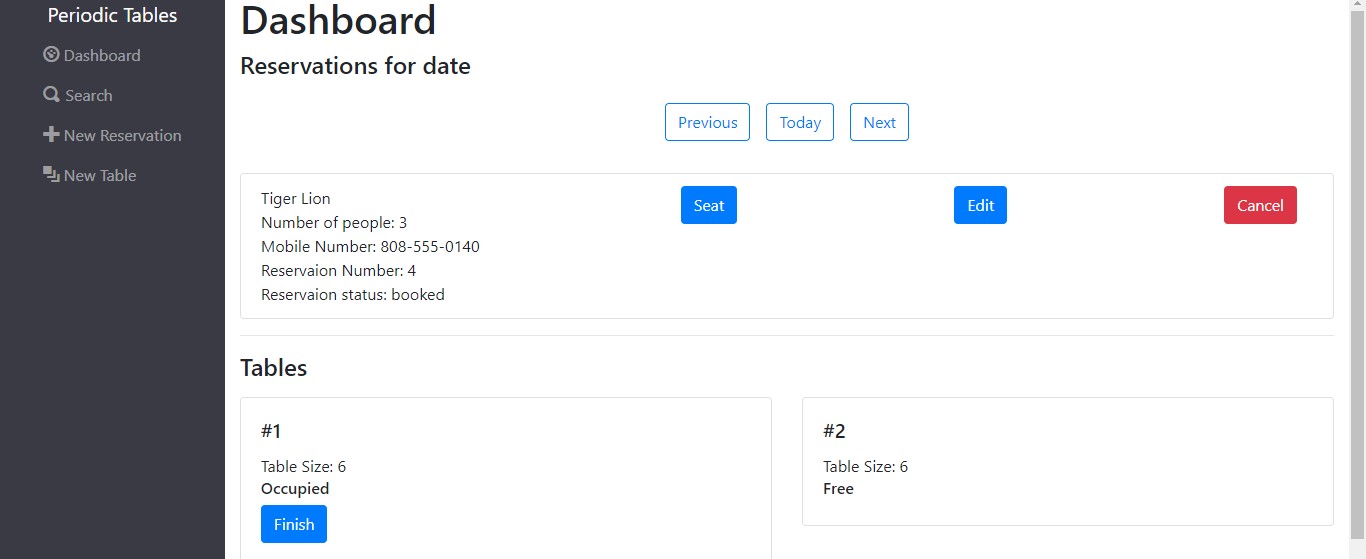 Periodic Tables
Dashboard
Search
New Reservation
New Table
Dashboard
Reservations for date
Previous Today Next
Tiger Lion
Number of people: 3
Mobile Number: 808-555-0140
Reservaion Number: 4
Reservaion status: booked
Seat Edit Cancel
Tables
#1
Table Size: 6
Occupied
Finish
#2
Table Size: 6
Free